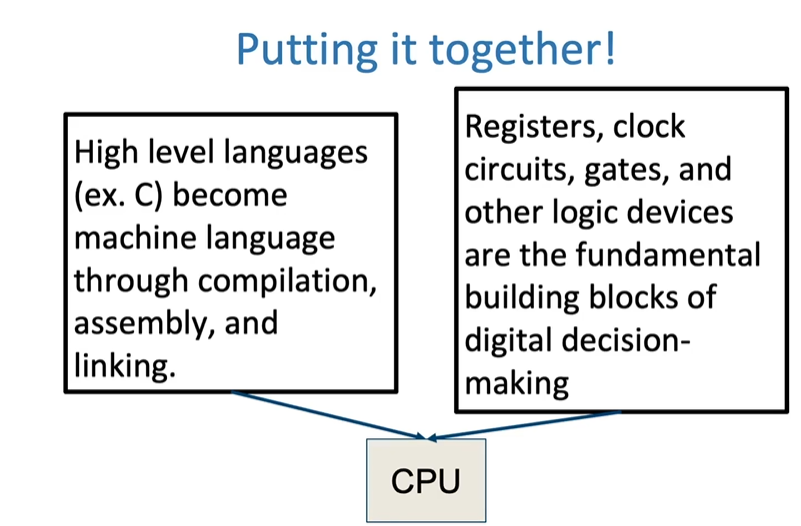 Putting it together!
High level languages
(ex. C) become
machine language
through compilation,
assembly, and
linking.
Registers, clock
circuits, gates, and
other logic devices
are the fundamental
building blocks of
digital decision-
making
CPU